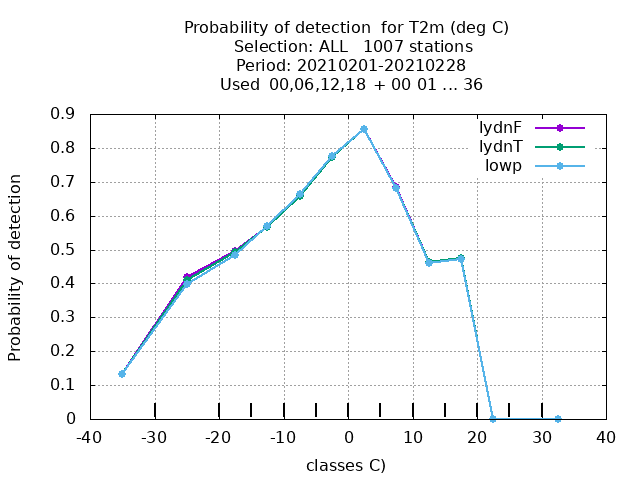 Probability of detection  for T2m (deg C)
Selection: ALL   1007 stations
Period: 20210201-20210228
Used  00,06,12,18  + 00 01 ... 36
Probability of detection
0.9
0.8
0.7
0.6
0.5
0.4
0.3
0.2
0.1
0
lydnF
lydnT
lowp
-40 -30 -20 -10 0 10 20 30 40
classes C)